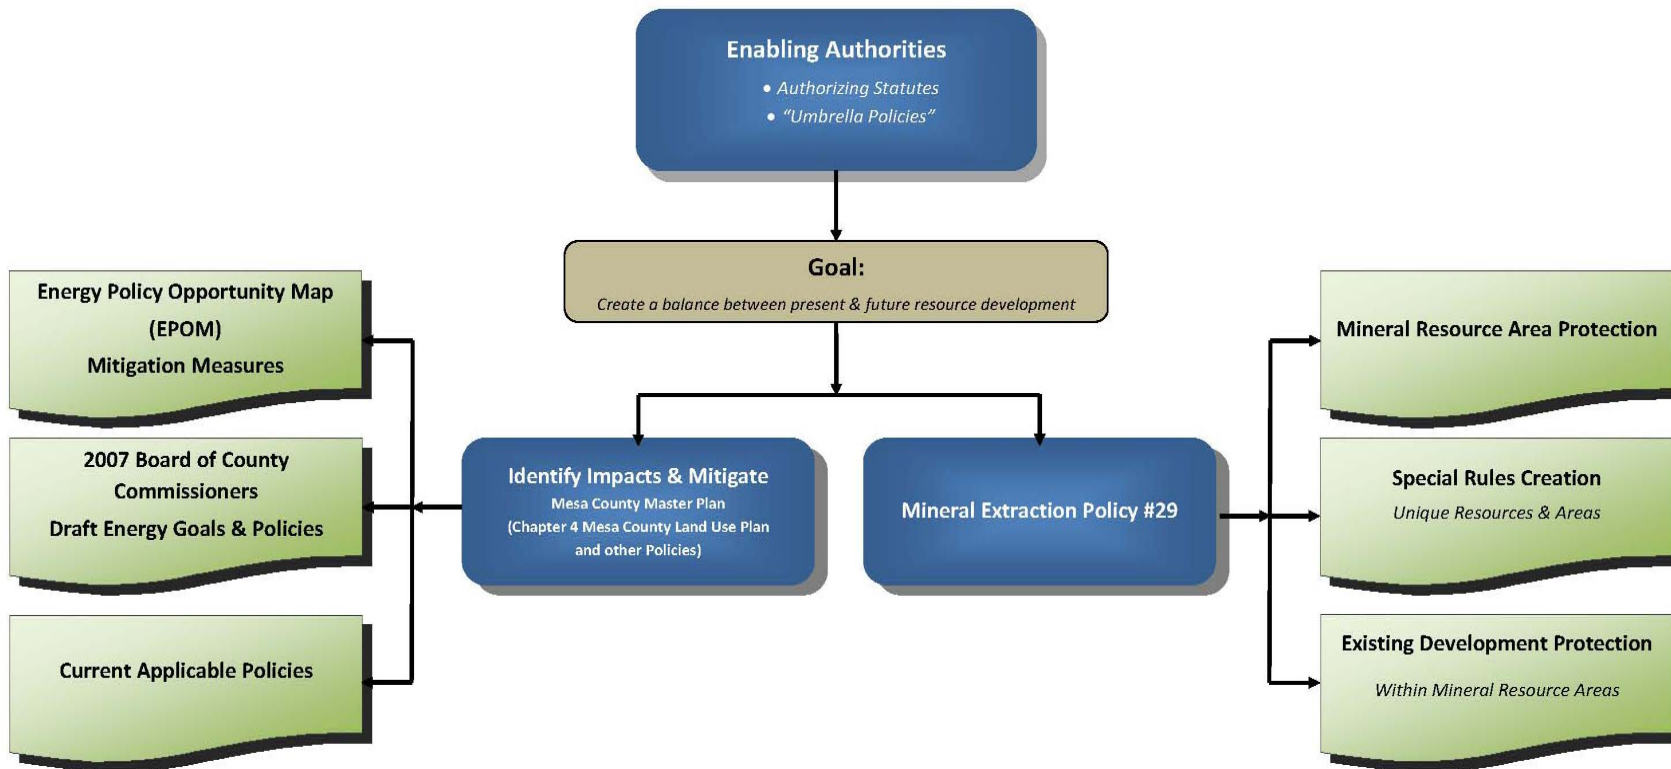 Enabling Authorities
• Authorizing Statutes
• “Umbrella Policies”
Goal:
Create a balance between present & future resource development
Energy Policy Opportunity Map
(EPOM)
Mitigation Measures
2007 Board of County
Commissioners
Draft Energy Goals & Policies
Current Applicable Policies
Identify Impacts & Mitigate
Mesa County Master Plan
(Chapter 4 Mesa County Land Use Plan
and other Policies)
Mineral Extraction Policy #29
Mineral Resource Area Protection
Special Rules Creation
Unique Resources & Areas
Existing Development Protection
Within Mineral Resource Areas